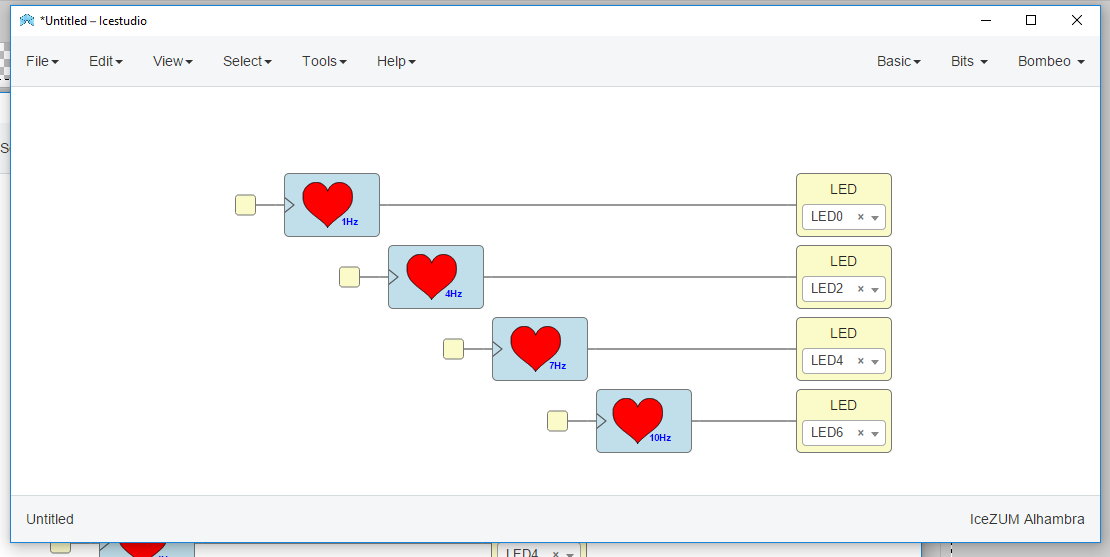 *Untitled – Icestudio
File Edit View Select Tools Help Basic Bits Bombeo
S
LED
1Hz
LED0 ×
LED
4Hz
LED2 ×
LED
7Hz
LED4 ×
LED
10Hz
LED6 ×
Untitled IceZUM Alhambra
LED4 ×